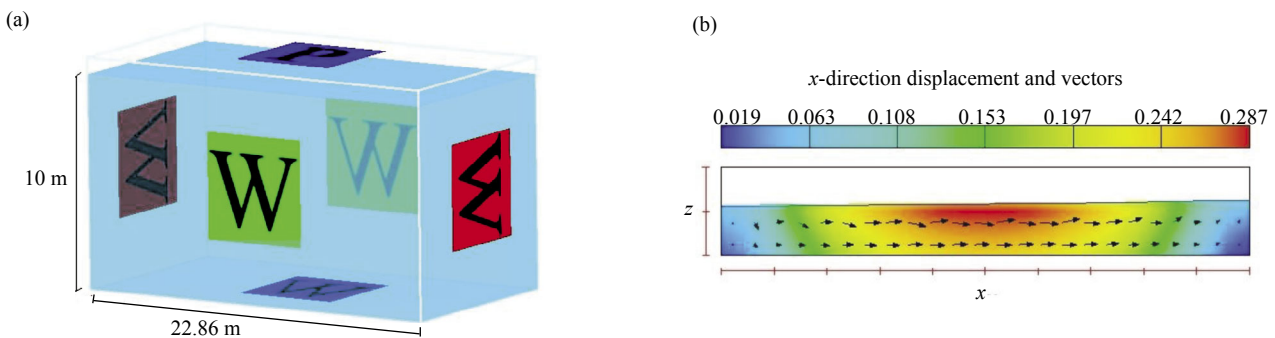 (a)
P
W
W
W
W
W
10 m
22.86 m
(b)
x-direction displacement and vectors
0.019 0.063 0.108 0.153 0.197 0.242 0.287
z
x